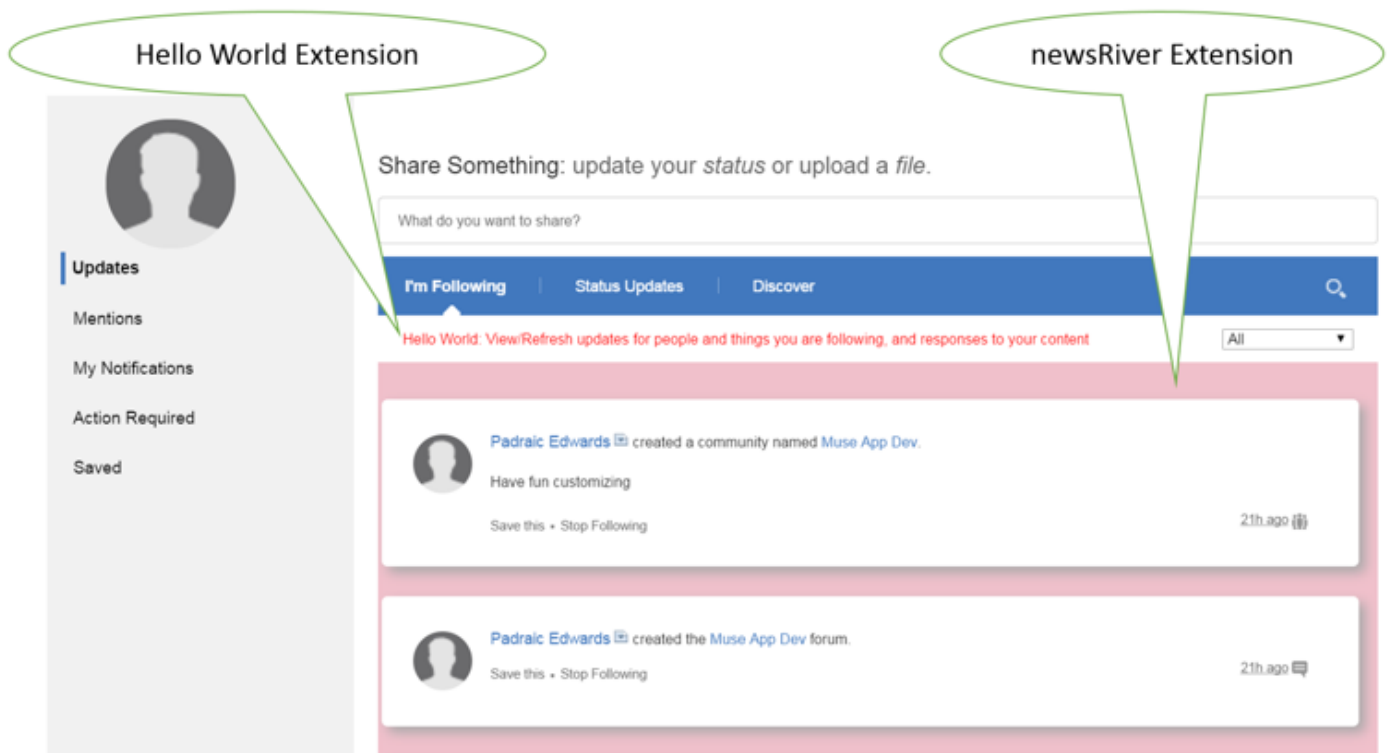 Hello World Extension
newsRiver Extension
Share Something: update your status or upload a file.
What do you want to share?
Updates
Mentions
My Notifications
Action Required
Saved
I'm Following
Status Updates
Discover
Hello World: View/Refresh updates for people and things you are following, and responses to your content
All
Padraic Edwards created a community named Muse App Dev.
Have fun customizing
Save this • Stop Following
21h ago
Padraic Edwards created the Muse App Dev forum.
Save this • Stop Following
21h ago